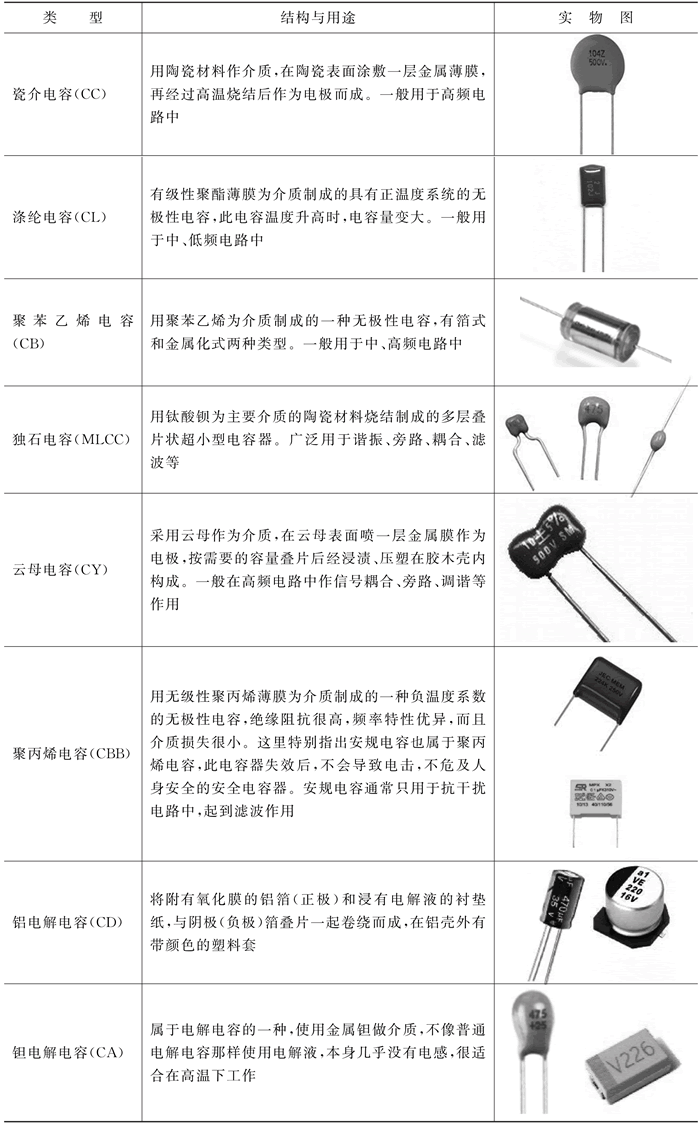 类 型 结构与用途 实 物 图
瓷介电容(CC)
用陶瓷材料作介质,在陶瓷表面涂敷一层金属薄膜,
再经过高温烧结后作为电极而成。一般用于高频电
路中
104Z
500V
涤纶电容(CL)
有级性聚酯薄膜为介质制成的具有正温度系统的无
极性电容,此电容温度升高时,电容量变大。一般用
于中、低频电路中
聚苯乙烯电容
(CB)
用聚苯乙烯为介质制成的一种无极性电容,有箔式
和金属化式两种类型。一般用于中、高频电路中
独石电容(MLCC)
用钛酸钡为主要介质的陶瓷材料烧结制成的多层叠
片状超小型电容器。广泛用于谐振、旁路、耦合、滤
波等
475
云母电容(CY)
采用云母作为介质,在云母表面喷一层金属膜作为
电极,按需要的容量叠片后经浸渍、压塑在胶木壳内
构成。一般在高频电路中作信号耦合、旁路、调谐等
作用
500V SM
聚丙烯电容(CBB)
用无级性聚丙烯薄膜为介质制成的一种负温度系数
的无极性电容,绝缘阻抗很高,频率特性优异,而且
介质损失很小。这里特别指出安规电容也属于聚丙
烯电容,此电容器失效后,不会导致电击,不危及人
身安全的安全电容器。安规电容通常只用于抗干扰
电路中,起到滤波作用
MPX X2
铝电解电容(CD)
将附有氧化膜的铝箔(正极)和浸有电解液的衬垫
纸,与阴极(负极)箔叠片一起卷绕而成,在铝壳外有
带颜色的塑料套
470μF
35 V
a1
VE
220
16V
钽电解电容(CA)
属于电解电容的一种,使用金属钽做介质,不像普通
电解电容那样使用电解液,本身几乎没有电感,很适
合在高温下工作
475
+25
V226